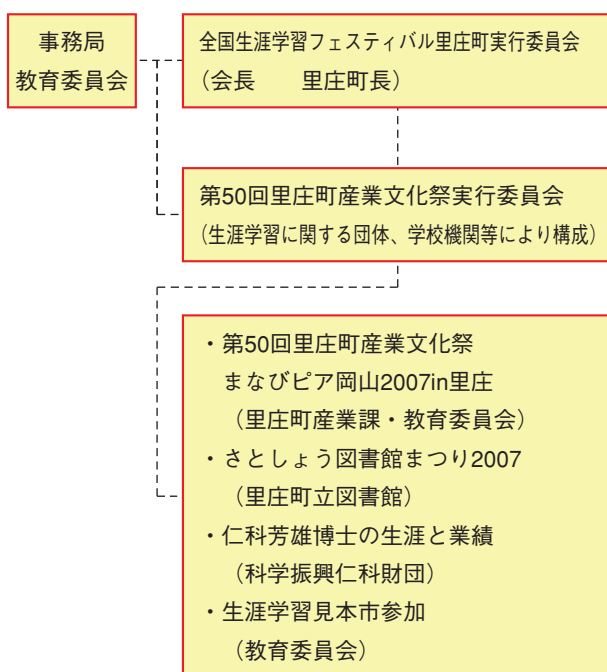 事務局
教育委員会
全国生涯学習フェスティバル里庄町実行委員会
（会長　　里庄町長）
第50回里庄町産業文化祭実行委員会
（生涯学習に関する団体、学校機関等により構成）
・第50回里庄町産業文化祭
まなびピア岡山2007in里庄
（里庄町産業課・教育委員会）
・さとしょう図書館まつり2007
（里庄町立図書館）
・仁科芳雄博士の生涯と業績
（科学振興仁科財団）
・生涯学習見本市参加
（教育委員会）